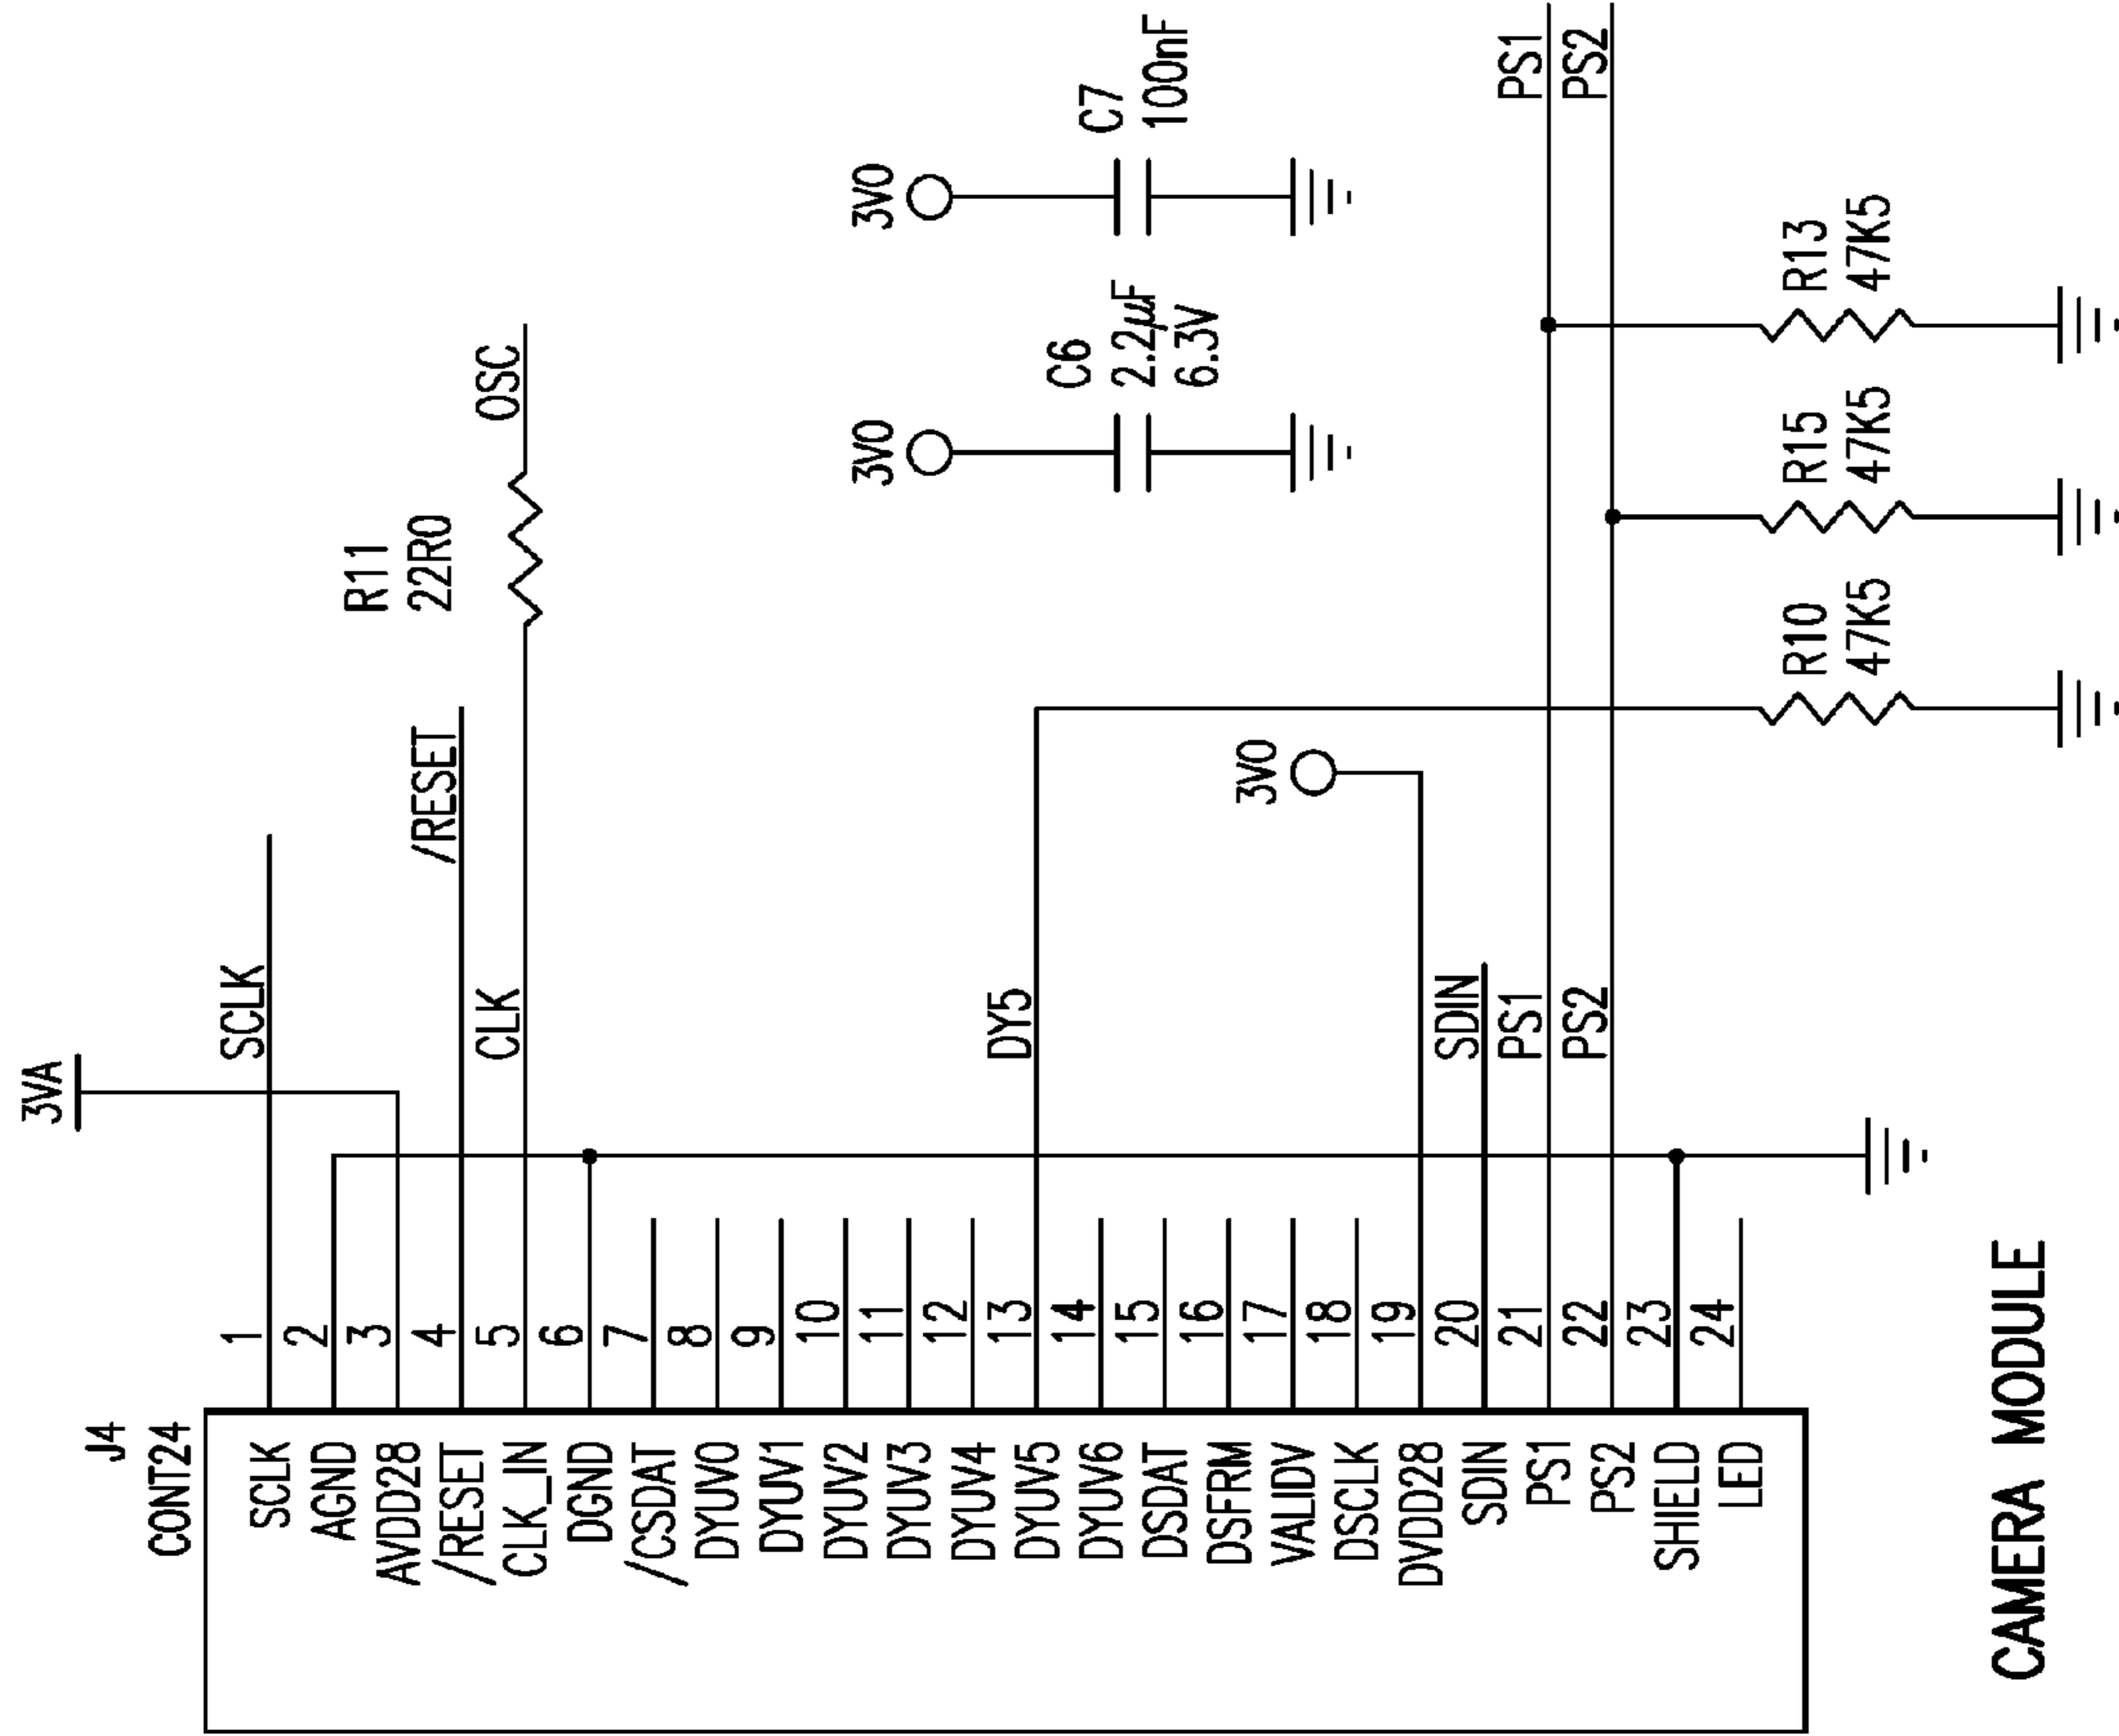 J4
CONT24
3VA
SCLK
AGND
AVDD28
/RESET
CLK_IN
DGND
/CSDAT
DYUV0
DYUV1
DYUV2
DYUV3
DYUV4
DYUV5
DYUV6
DSDAT
DSFRM
VALIDV
DSCLK
DVDD28
SDIN
PS1
PS2
SHIELD
LED
1
2
3
4
5
6
7
8
9
10
11
12
13
14
15
16
17
18
19
20
21
22
23
24
SCLK
/RESET
CLK
R11
22R0
OSC
DY5
3V0
SDIN
PS1
PS2
3V0
C6
2.2µF
6.3V
3V0
C7
100nF
PS1
PS2
R10
47K5
R15
47K5
R13
47K5
CAMERA MODULE